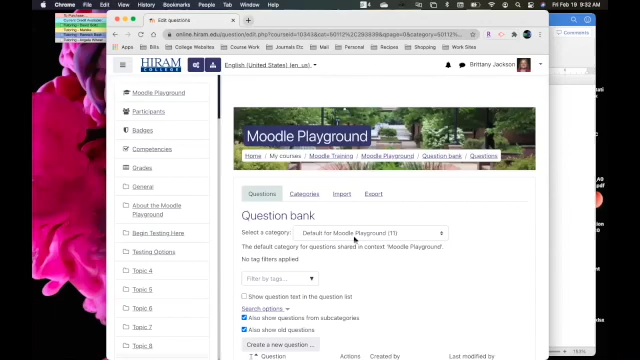 Chrome File Edit View History Bookmarks People Tab Window Help
Fri Feb 19 9:32 AM
Edit questions
online.hiram.edu/question/edit.php?courseid=10343&cat=50112%2C293839&qpage=0&category=50112%2
Apps Bills College Websites Course Work Journals Etc Mail Personal Recipes Shopping Work
Comments
HIRAM
COLLEGE
English (United States) (en_us)
Brittany Jackson
Moodle Playground
Participants
Badges
Competencies
Grades
General
About the Moodle
Playground
Begin Testing Here
Testing Options
Topic 4
Topic 5
Topic 6
Topic 7
Topic 8
Moodle Playground
Home / My courses / Moodle Training / Moodle Playground / Question bank / Questions
Questions Categories Import Export
Question bank
Select a category: Default for Moodle Playground (11)
The default category for questions shared in context 'Moodle Playground'.
No tag filters applied
Filter by tags...
Show question text in the question list
Search options
Also show questions from subcategories
Also show old questions
Create a new question ...
Question Actions Created by Last modified by